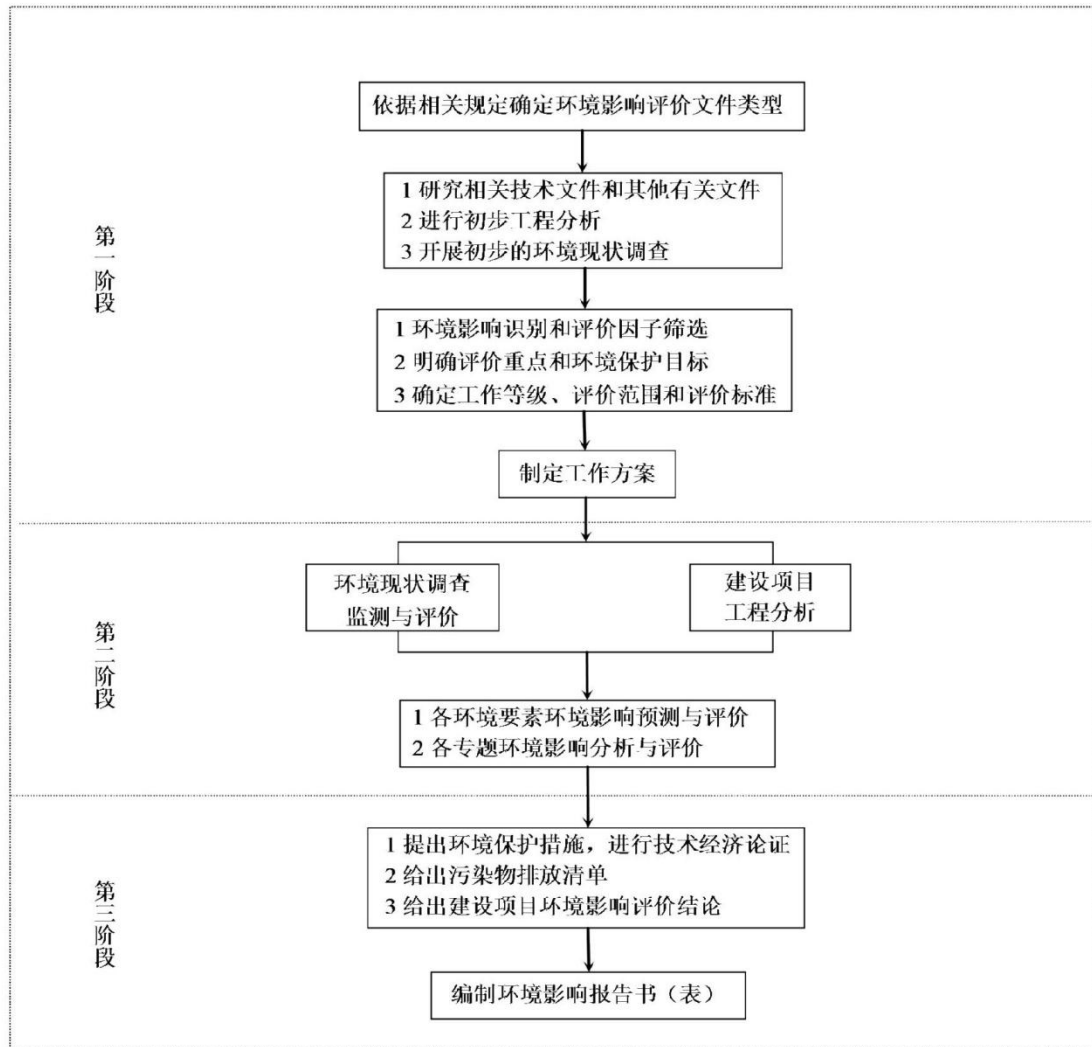 依据相关规定确定环境影响评价文件类型
1 研究相关技术文件和其他有关文件
2 进行初步工程分析
3 开展初步的环境现状调查
第一阶段
1 环境影响识别和评价因子筛选
2 明确评价重点和环境保护目标
3 确定工作等级、评价范围和评价标准
制定工作方案
环境现状调查
监测与评价
建设项目
工程分析
第二阶段
1 各环境要素环境影响预测与评价
2 各专题环境影响分析与评价
1 提出环境保护措施，进行技术经济论证
2 给出污染物排放清单
3 给出建设项目环境影响评价结论
第三阶段
编制环境影响报告书（表）